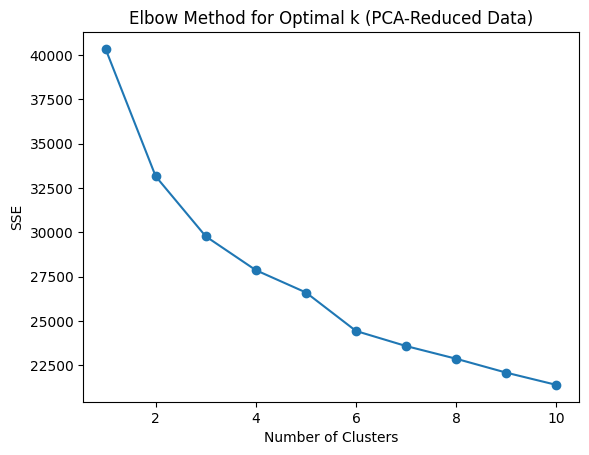 Elbow Method for Optimal k (PCA-Reduced Data)
40000
37500
35000
32500
30000
27500
25000
22500
SSE
2 4 6 8 10
Number of Clusters